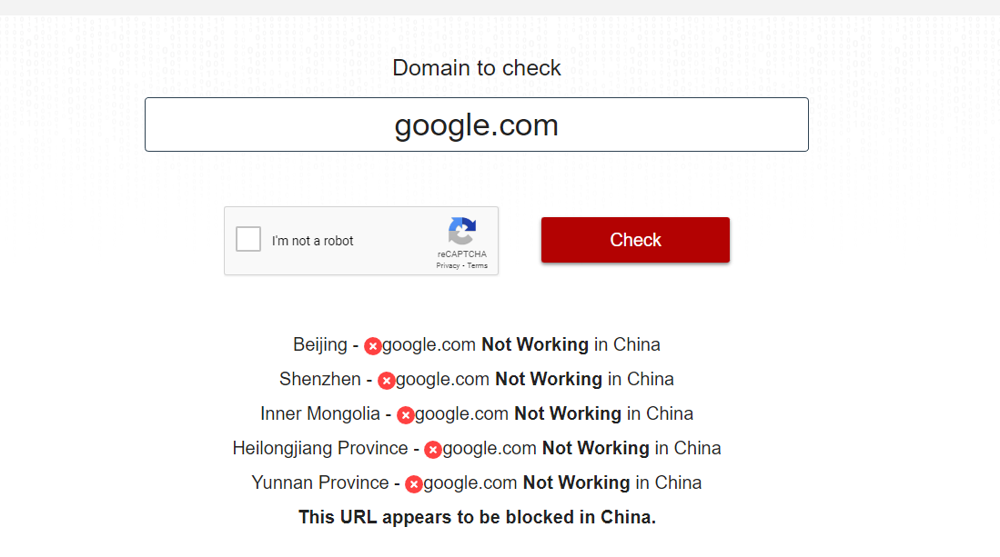 Domain to check
google.com
I'm not a robot
reCAPTCHA
Privacy - Terms
Check
Beijing - google.com Not Working in China
Shenzhen - google.com Not Working in China
Inner Mongolia - google.com Not Working in China
Heilongjiang Province - google.com Not Working in China
Yunnan Province - google.com Not Working in China
This URL appears to be blocked in China.